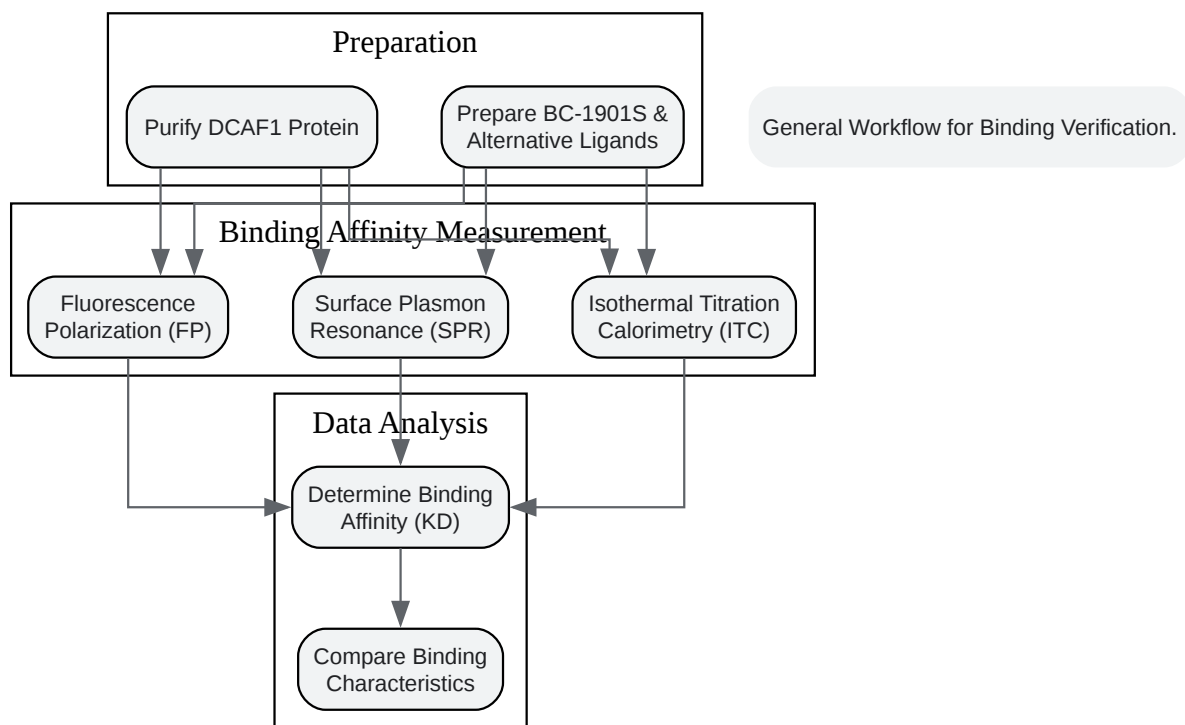 Preparation
Purify DCAF1 Protein
Prepare BC-1901S &
Alternative Ligands
General Workflow for Binding Verification.
Binding Affinity Measurement
Fluorescence
Polarization (FP)
Surface Plasmon
Resonance (SPR)
Isothermal Titration
Calorimetry (ITC)
Data Analysis
Determine Binding
Affinity (KD)
Compare Binding
Characteristics